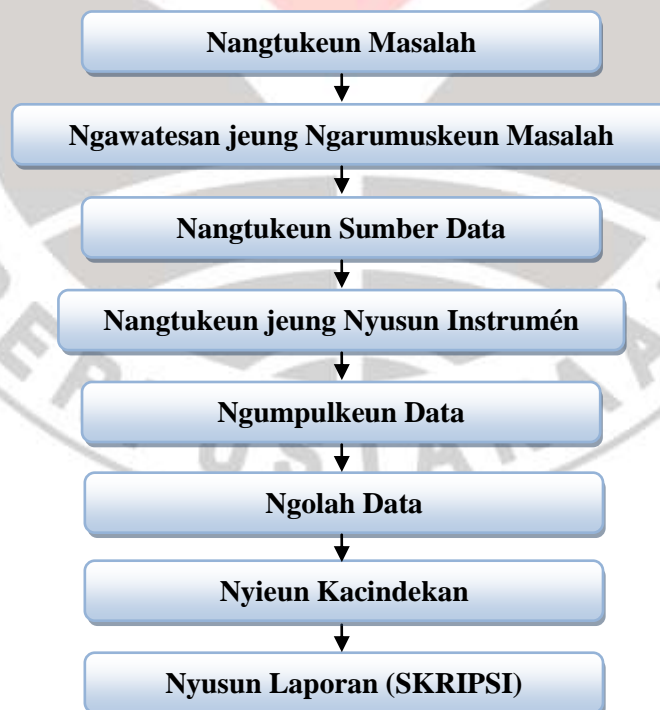 Nangtukeun Masalah
Ngawatesan jeung Ngarumuskeun Masalah
Nangtukeun Sumber Data
Nangtukeun jeung Nyusun Instrumén
Ngumpulkeun Data
Ngolah Data
Nyieun Kacindekan
Nyusun Laporan (SKRIPSI)